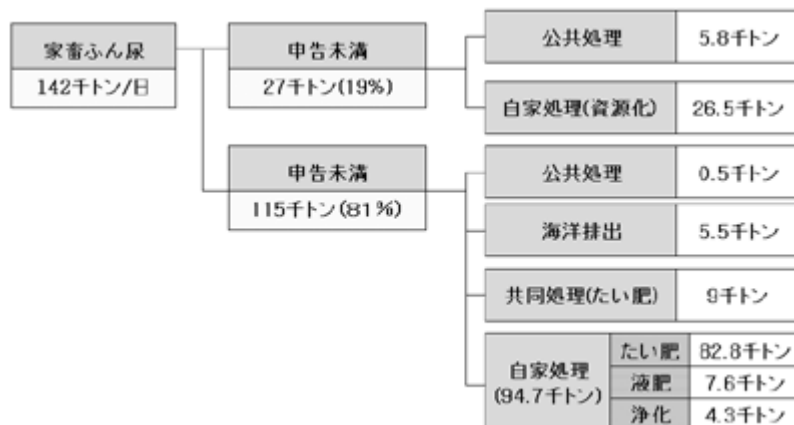 家畜ふん尿
142千トン/日
申告未満
27千トン(19%)
公共処理
5.8千トン
自家処理(資源化)
26.5千トン
申告未満
115千トン(81%)
公共処理
0.5千トン
海洋排出
5.5千トン
共同処理(たい肥)
9千トン
自家処理
(94.7千トン)
たい肥
82.8千トン
液肥
7.6千トン
浄化
4.3千トン